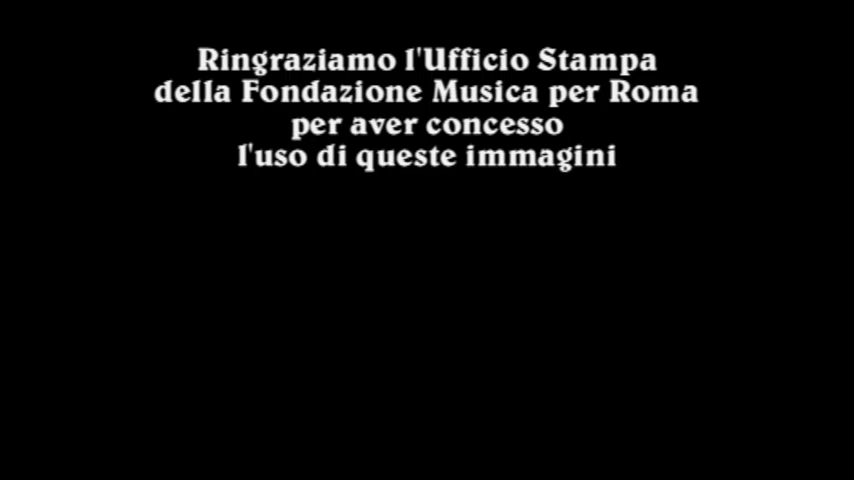 Ringraziamo l'Ufficio Stampa
della Fondazione Musica per Roma
per aver concesso
l'uso di queste immagini